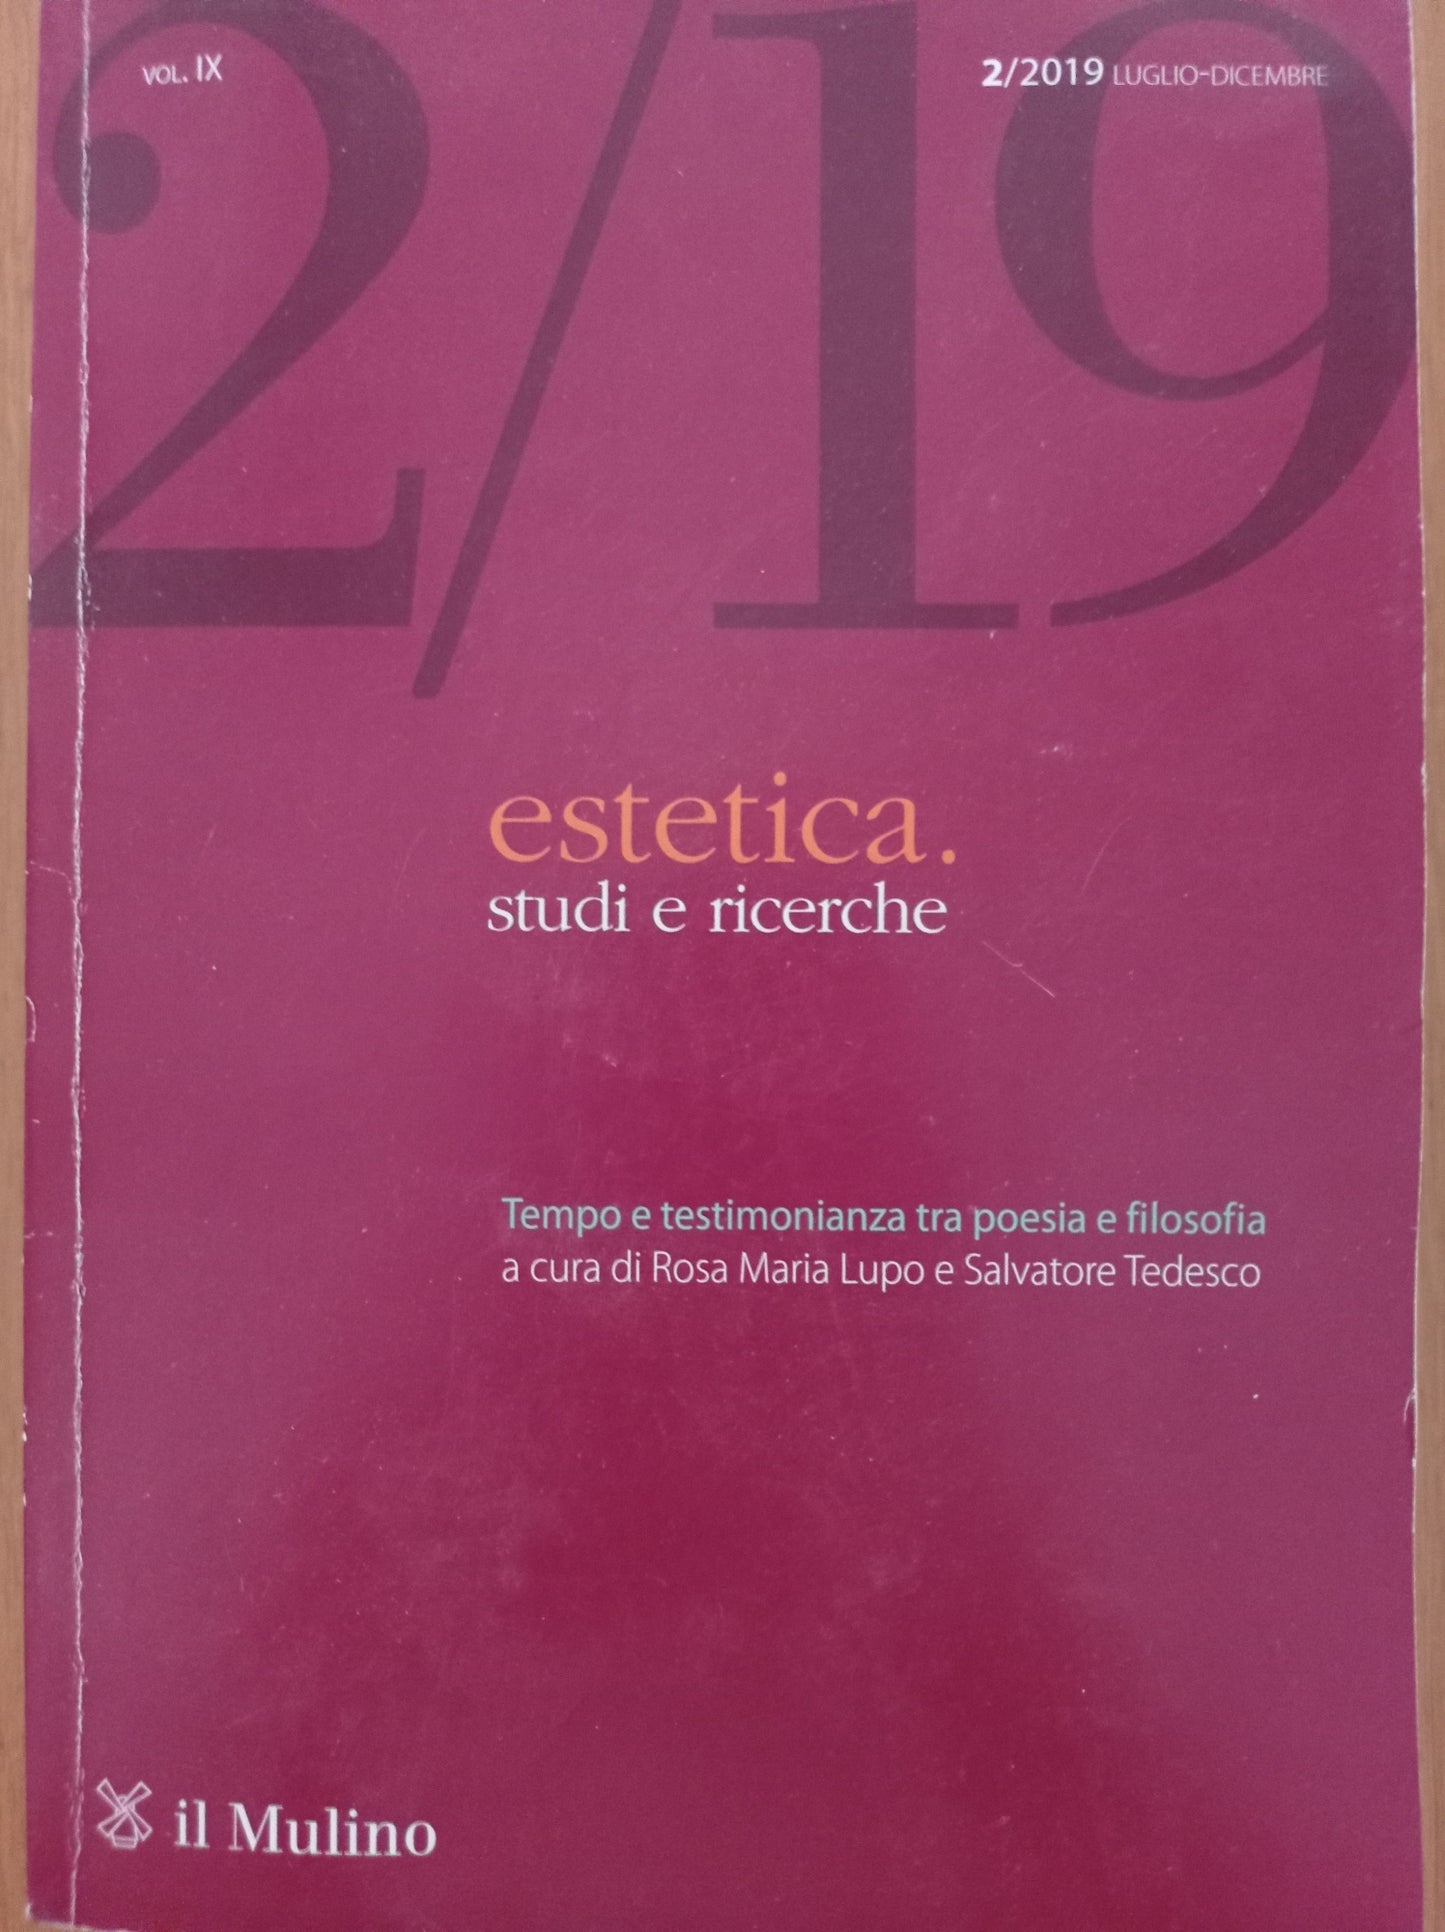 2/19
VOL. IX
2/2019 LUGLIO-DICEMBRE
estetica.
studi e ricerche
Tempo e testimonianza tra poesia e filosofia
a cura di Rosa Maria Lupo e Salvatore Tedesco
il Mulino